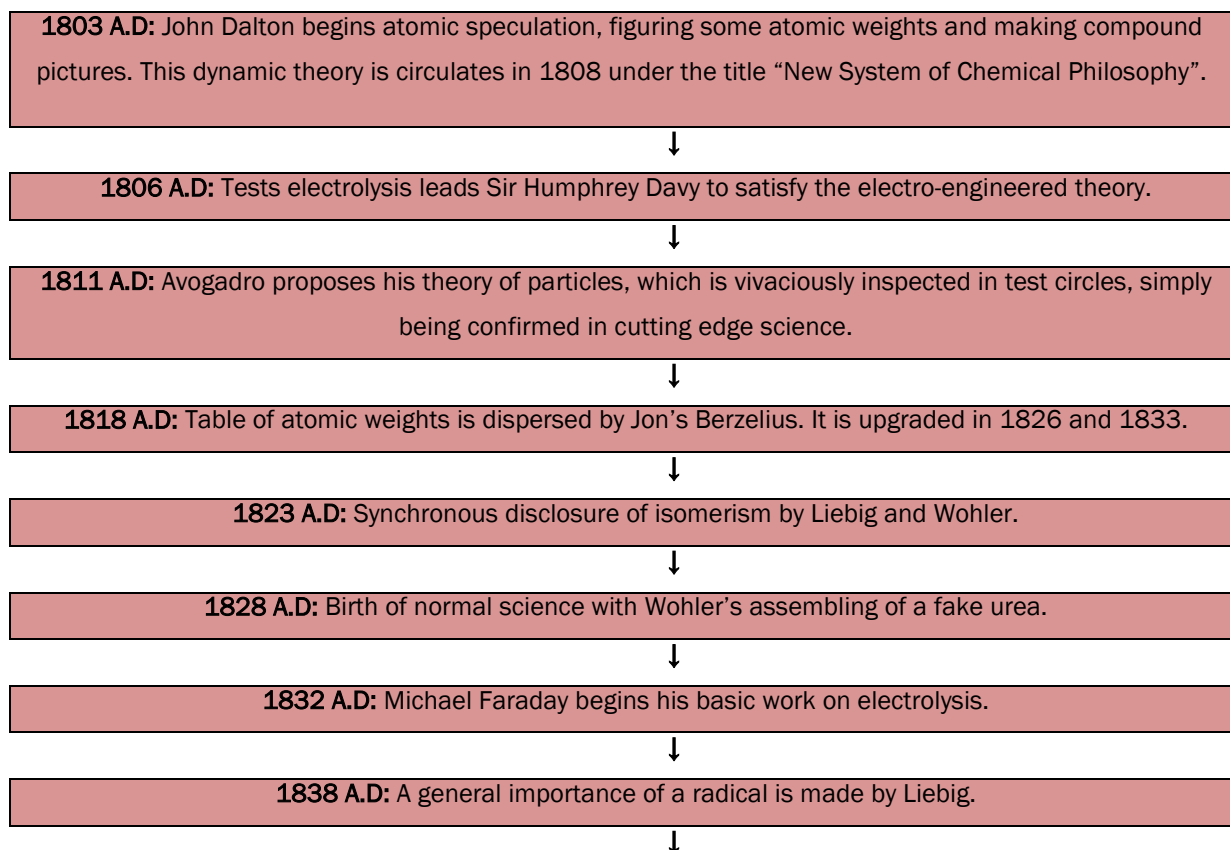 1803 A.D: John Dalton begins atomic speculation, figuring some atomic weights and making compound
pictures. This dynamic theory is circulates in 1808 under the title “New System of Chemical Philosophy”.
↓
1806 A.D: Tests electrolysis leads Sir Humphrey Davy to satisfy the electro-engineered theory.
↓
1811 A.D: Avogadro proposes his theory of particles, which is vivaciously inspected in test circles, simply
being confirmed in cutting edge science.
↓
1818 A.D: Table of atomic weights is dispersed by Jon’s Berzelius. It is upgraded in 1826 and 1833.
↓
1823 A.D: Synchronous disclosure of isomerism by Liebig and Wohler.
↓
1828 A.D: Birth of normal science with Wohler’s assembling of a fake urea.
↓
1832 A.D: Michael Faraday begins his basic work on electrolysis.
↓
1838 A.D: A general importance of a radical is made by Liebig.
↓